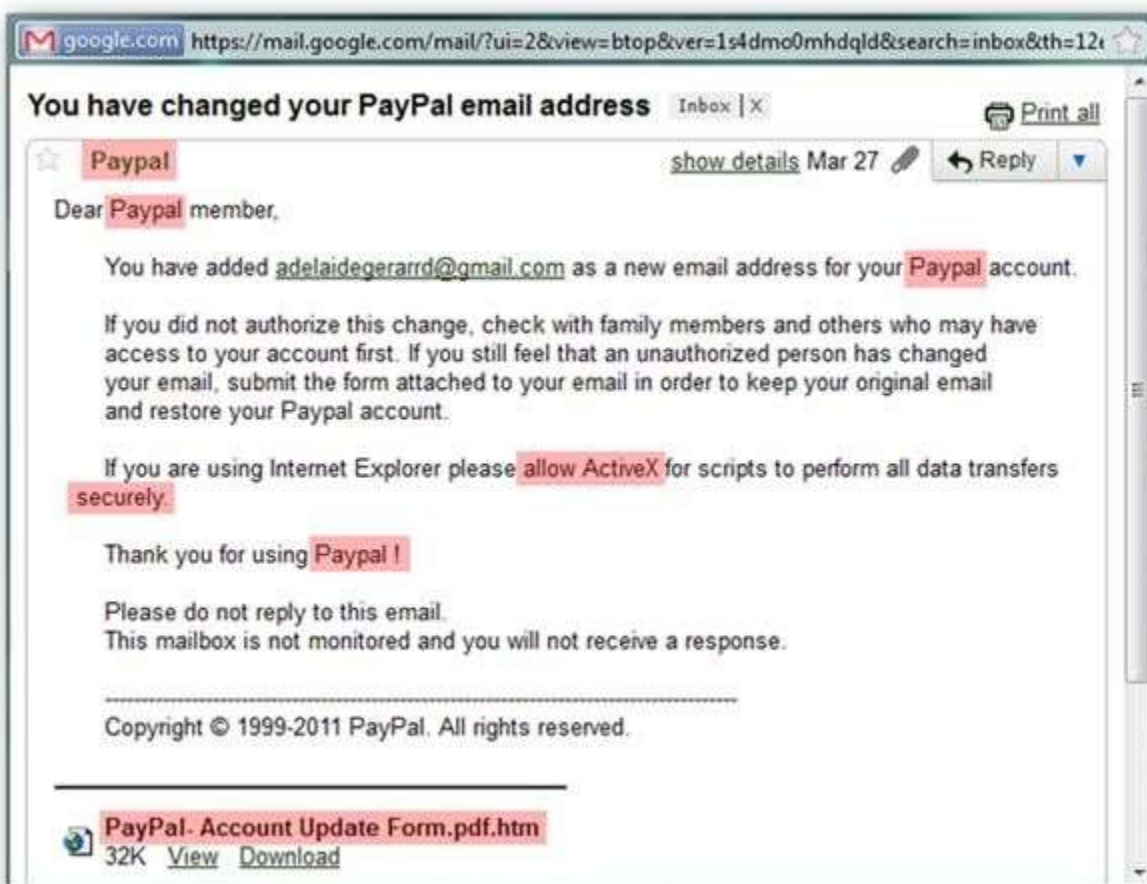 google.com https://mail.google.com/mail/?ui=2&view=btop&ver=1s4dmo0mhdqld&search=inbox&th=12
You have changed your PayPal email address Inbox | X
Print all
Paypal show details Mar 27 Reply
Dear Paypal member,
You have added adelaidegerarrd@gmail.com as a new email address for your Paypal account.
If you did not authorize this change, check with family members and others who may have
access to your account first. If you still feel that an unauthorized person has changed
your email, submit the form attached to your email in order to keep your original email
and restore your Paypal account.
If you are using Internet Explorer please allow ActiveX for scripts to perform all data transfers
securely.
Thank you for using Paypal !
Please do not reply to this email.
This mailbox is not monitored and you will not receive a response.
--------------------------------------------------------------------------------
Copyright © 1999-2011 PayPal. All rights reserved.
PayPal- Account Update Form.pdf.htm
32K View Download